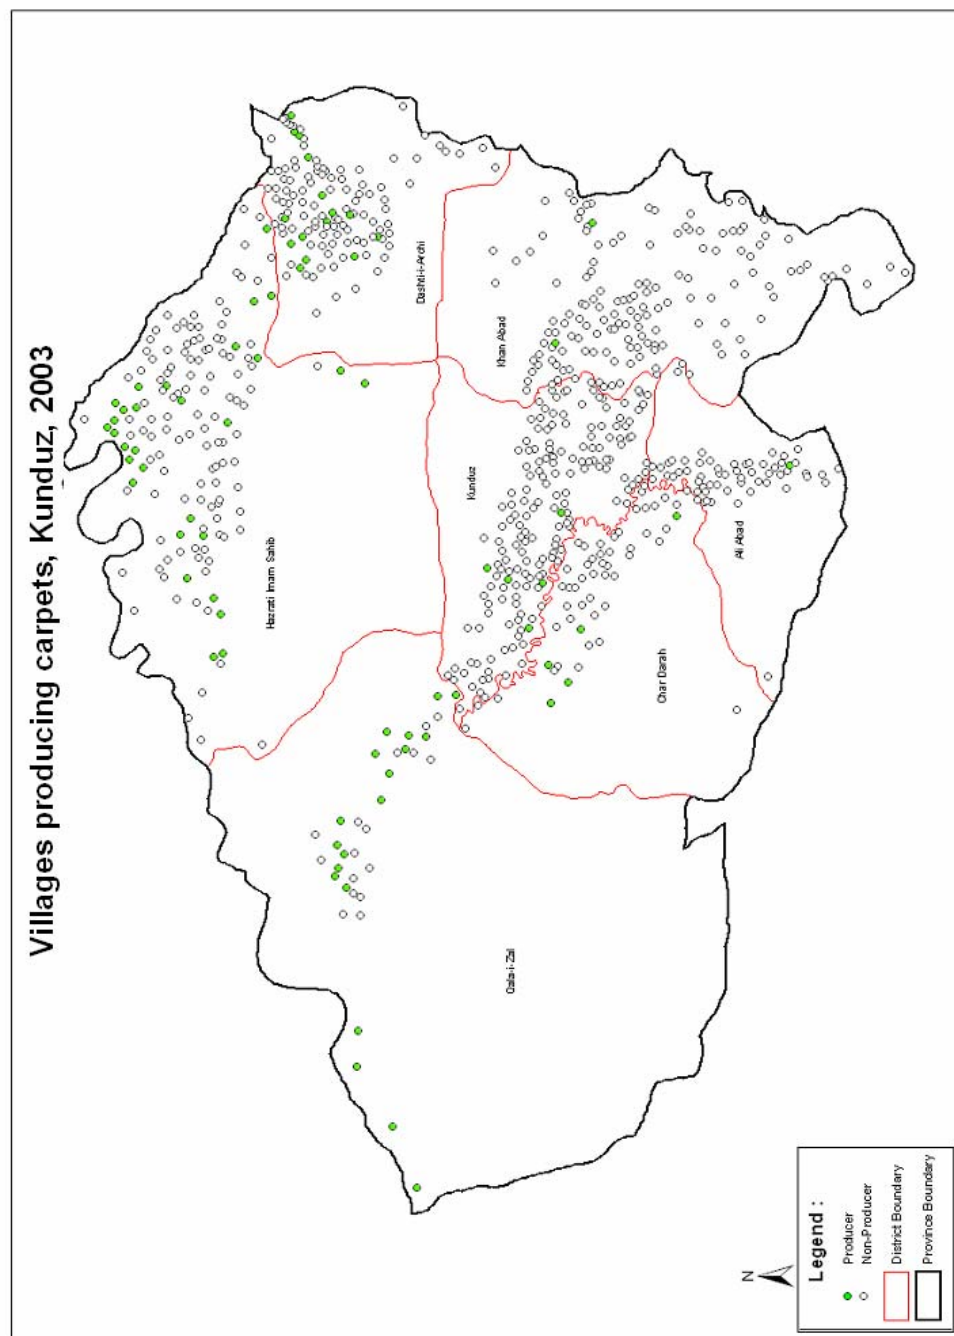 Villages producing carpets, Kunduz, 2003
Dashti-i-Archi
Khan Abad
Hazrati Imam Sahib
Kunduz
Ali Abad
Char Darah
Qala-i-Zal
N
Legend :
Producer
Non-Producer
District Boundary
Province Boundary